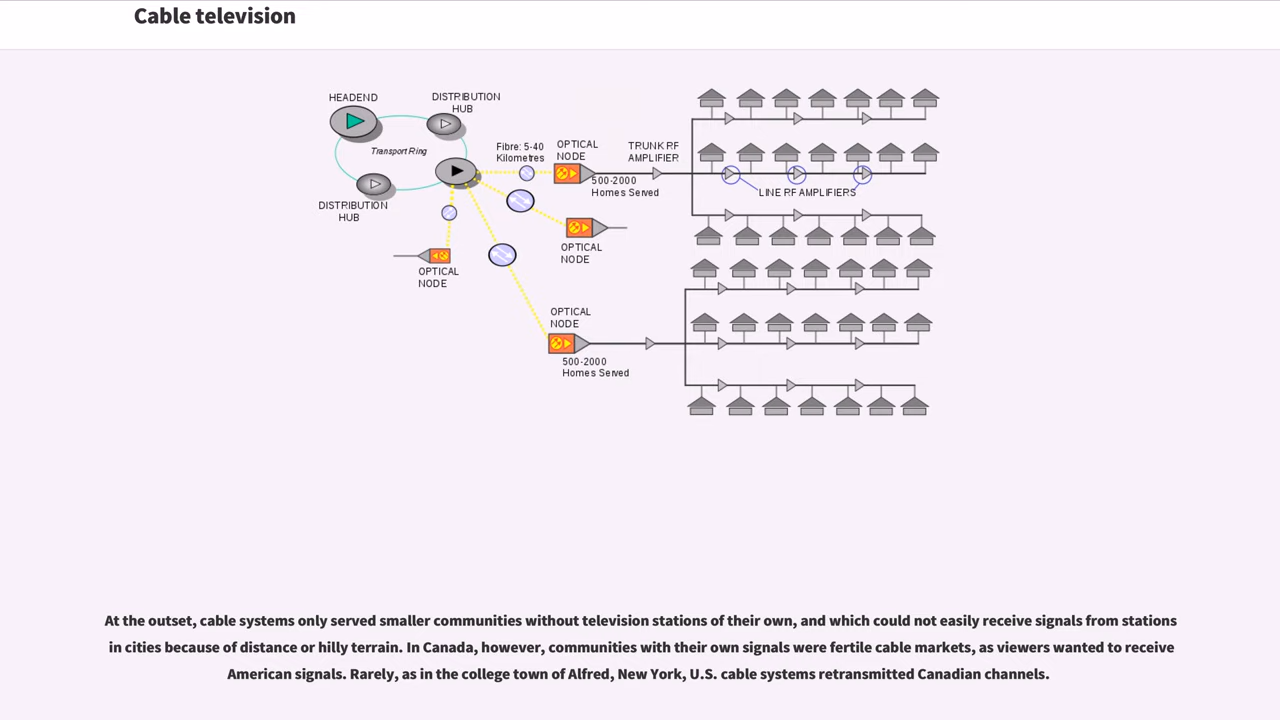 Cable television
HEADEND
DISTRIBUTION
HUB
Transport Ring
DISTRIBUTION
HUB
Fibre: 5-40
Kilometres
OPTICAL
NODE
500-2000
Homes Served
TRUNK RF
AMPLIFIER
LINE RF AMPLIFIERS
OPTICAL
NODE
OPTICAL
NODE
OPTICAL
NODE
500-2000
Homes Served
At the outset, cable systems only served smaller communities without television stations of their own, and which could not easily receive signals from stations
in cities because of distance or hilly terrain. In Canada, however, communities with their own signals were fertile cable markets, as viewers wanted to receive
American signals. Rarely, as in the college town of Alfred, New York, U.S. cable systems retransmitted Canadian channels.